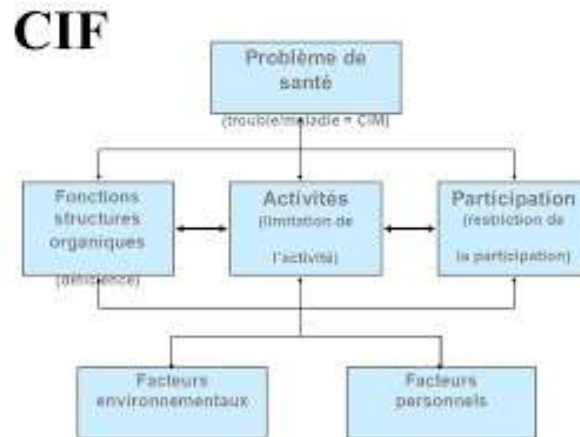 CIF
Problème de
santé
(trouble/maladie = CIM)
Fonctions
structures
organiques
(déficience)
Activités
(limitation de
l'activité)
Participation
(restriction de
la participation)
Facteurs
environnementaux
Facteurs
personnels